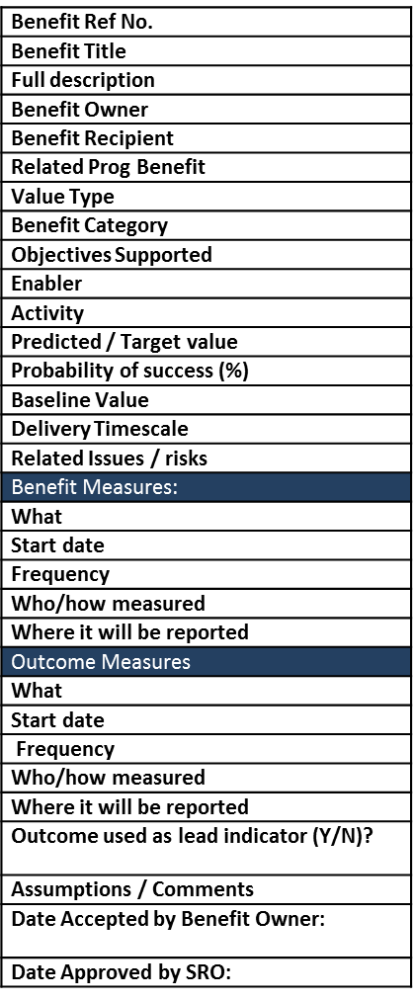 Benefit Ref No.
Benefit Title
Full description
Benefit Owner
Benefit Recipient
Related Prog Benefit
Value Type
Benefit Category
Objectives Supported
Enabler
Activity
Predicted / Target value
Probability of success (%)
Baseline Value
Delivery Timescale
Related Issues / risks
Benefit Measures:
What
Start date
Frequency
Who/how measured
Where it will be reported
Outcome Measures
What
Start date
Frequency
Who/how measured
Where it will be reported
Outcome used as lead indicator (Y/N)?
Assumptions / Comments
Date Accepted by Benefit Owner:
Date Approved by SRO: